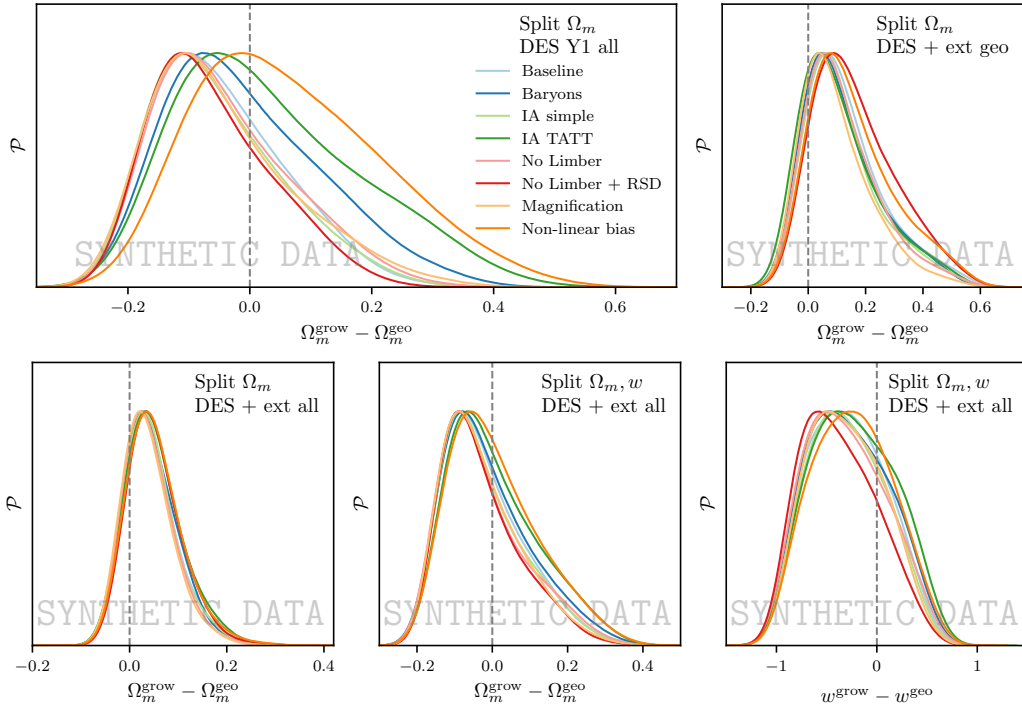 Split Ωm
DES Y1 all
Baseline
Baryons
IA simple
IA TATT
No Limber
No Limber + RSD
Magnification
Non-linear bias
SYNTHETIC DATA
𝒫
−0.2 0.0 0.2 0.4 0.6
Ωm^grow − Ωm^geo
Split Ωm
DES + ext geo
SYNTHETIC DATA
𝒫
−0.2 0.0 0.2 0.4 0.6
Ωm^grow − Ωm^geo
Split Ωm
DES + ext all
SYNTHETIC DATA
𝒫
−0.2 0.0 0.2 0.4
Ωm^grow − Ωm^geo
Split Ωm, w
DES + ext all
SYNTHETIC DATA
𝒫
−0.2 0.0 0.2 0.4
Ωm^grow − Ωm^geo
Split Ωm, w
DES + ext all
SYNTHETIC DATA
𝒫
−1 0 1
w^grow − w^geo